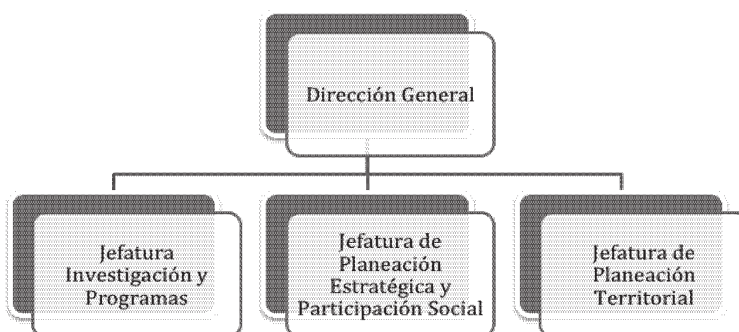 Dirección General
Jefatura
Investigación y
Programas
Jefatura de
Planeación
Estratégica y
Participación Social
Jefatura de
Planeación
Territorial